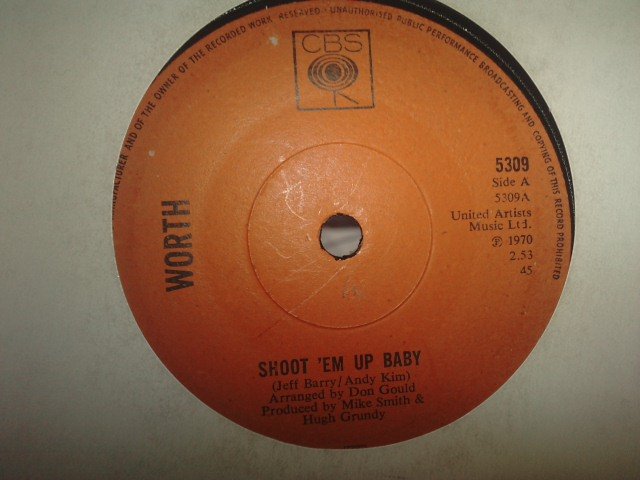 MANUFACTURER AND OF THE OWNER OF THE RECORDED WORK RESERVED - UNAUTHORISED PUBLIC PERFORMANCE BROADCASTING AND COPYING OF THIS RECORD PROHIBITED
CBS
WORTH
5309
Side A
5309A
United Artists
Music Ltd.
℗ 1970
2.53
45
SHOOT 'EM UP BABY
(Jeff Barry/Andy Kim)
Arranged by Don Gould
Produced by Mike Smith &
Hugh Grundy